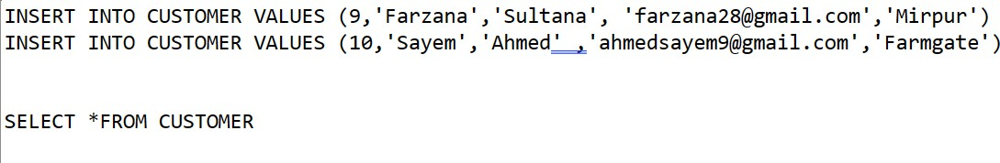 INSERT INTO CUSTOMER VALUES (9,'Farzana','Sultana', 'farzana28@gmail.com','Mirpur')
INSERT INTO CUSTOMER VALUES (10,'Sayem','Ahmed' ,'ahmedsayem9@gmail.com','Farmgate')
SELECT *FROM CUSTOMER